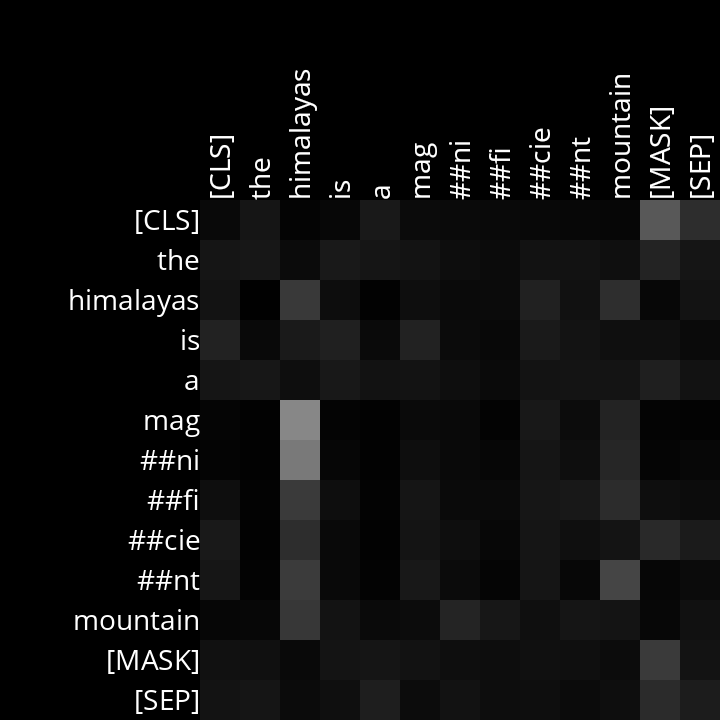 [CLS] the himalayas is a mag ##ni ##fi ##cie ##nt mountain [MASK] [SEP]
[CLS]
the
himalayas
is
a
mag
##ni
##fi
##cie
##nt
mountain
[MASK]
[SEP]